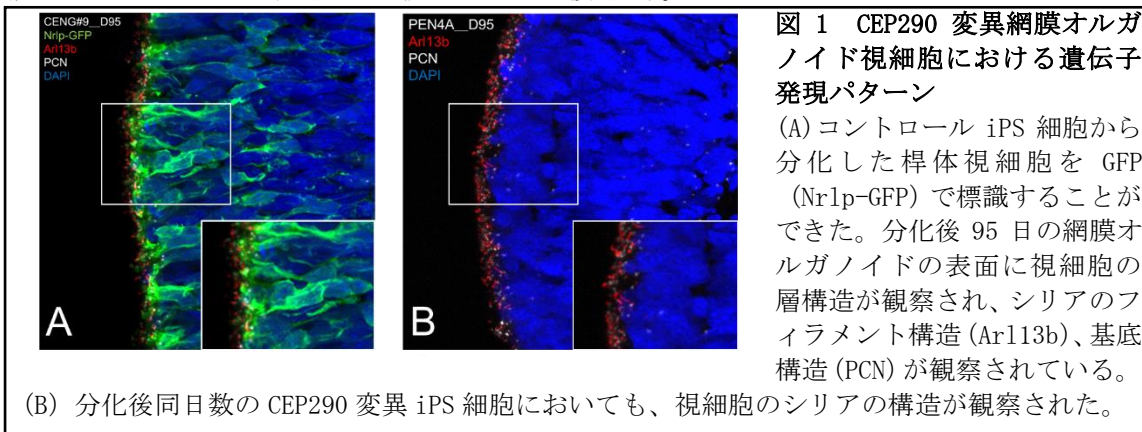 CENG#9__D95
Nrlp-GFP
Arl13b
PCN
DAPI
A
PEN4A__D95
Arl13b
PCN
DAPI
B
図 1 CEP290 変異網膜オルガ
ノイド視細胞における遺伝子
発現パターン
(A)コントロール iPS 細胞から
分化した桿体視細胞を GFP
(Nrlp-GFP) で標識することが
できた。分化後 95 日の網膜オ
ルガノイドの表面に視細胞の
層構造が観察され、シリアのフ
ィラメント構造(Arl13b)、基底
構造(PCN)が観察されている。
(B) 分化後同日数の CEP290 変異 iPS 細胞においても、視細胞のシリアの構造が観察された。